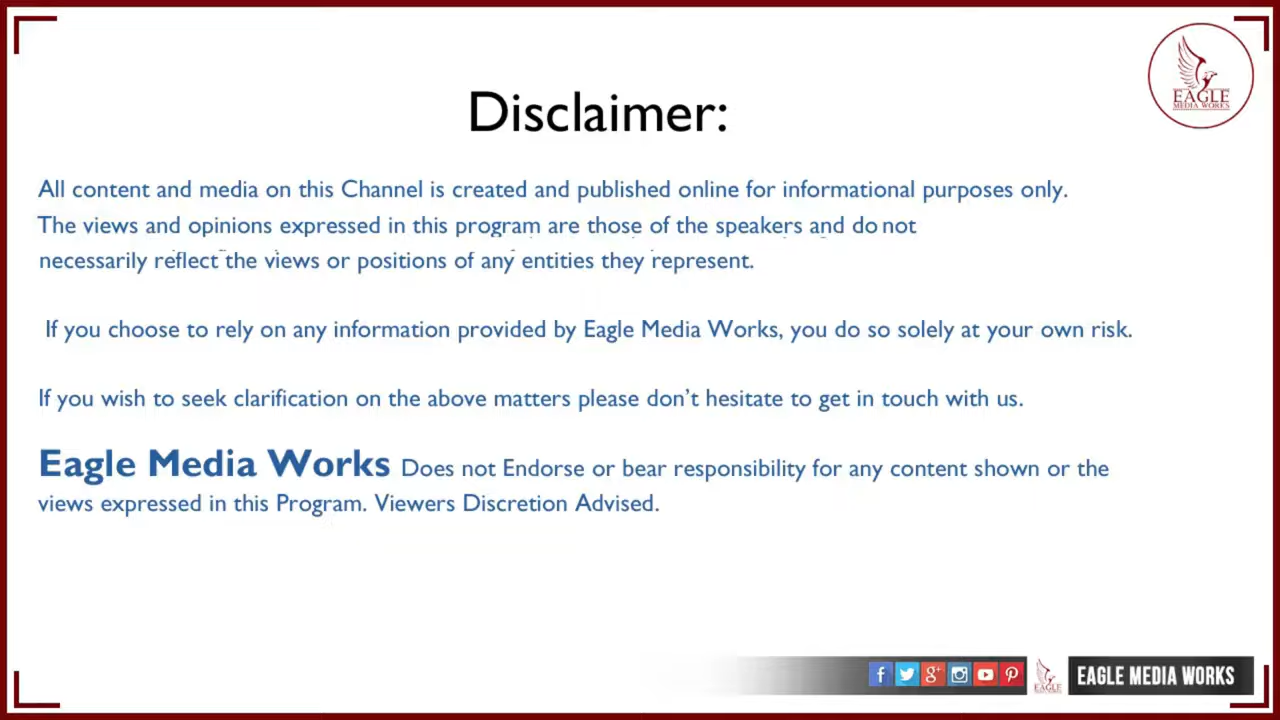 EAGLE
MEDIA WORKS
Disclaimer:
All content and media on this Channel is created and published online for informational purposes only.
The views and opinions expressed in this program are those of the speakers and do not
necessarily reflect the views or positions of any entities they represent.
If you choose to rely on any information provided by Eagle Media Works, you do so solely at your own risk.
If you wish to seek clarification on the above matters please don’t hesitate to get in touch with us.
Eagle Media Works Does not Endorse or bear responsibility for any content shown or the
views expressed in this Program. Viewers Discretion Advised.
EAGLE
EAGLE MEDIA WORKS